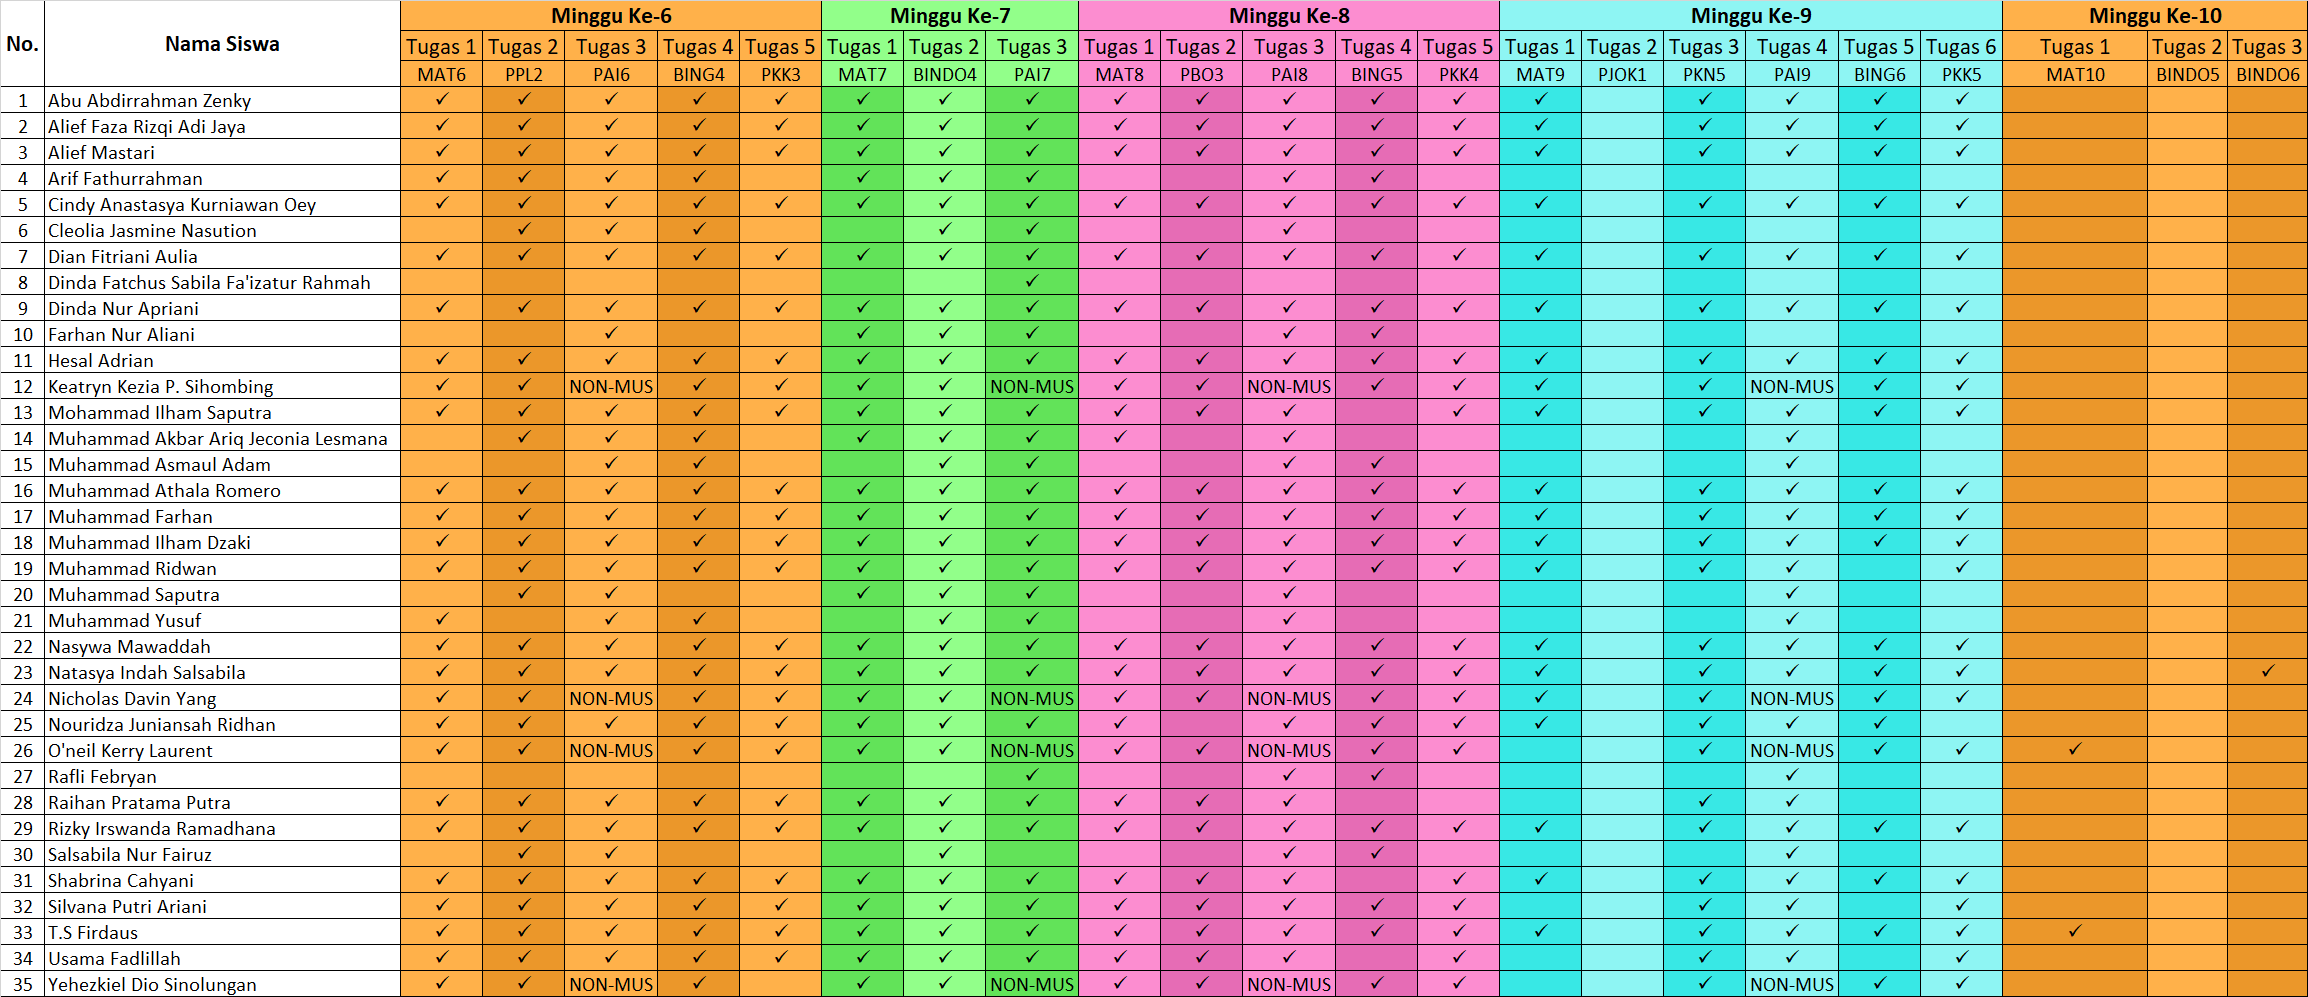 No. Nama Siswa Minggu Ke-6 Minggu Ke-7 Minggu Ke-8 Minggu Ke-9 Minggu Ke-10
Tugas 1 Tugas 2 Tugas 3 Tugas 4 Tugas 5 Tugas 1 Tugas 2 Tugas 3 Tugas 1 Tugas 2 Tugas 3 Tugas 4 Tugas 5 Tugas 1 Tugas 2 Tugas 3 Tugas 4 Tugas 5 Tugas 6 Tugas 1 Tugas 2 Tugas 3
MAT6 PPL2 PAI6 BING4 PKK3 MAT7 BINDO4 PAI7 MAT8 PBO3 PAI8 BING5 PKK4 MAT9 PJOK1 PKN5 PAI9 BING6 PKK5 MAT10 BINDO5 BINDO6
1 Abu Abdirrahman Zenky ✓ ✓ ✓ ✓ ✓ ✓ ✓ ✓ ✓ ✓ ✓ ✓ ✓ ✓ ✓ ✓ ✓ ✓
2 Alief Faza Rizqi Adi Jaya ✓ ✓ ✓ ✓ ✓ ✓ ✓ ✓ ✓ ✓ ✓ ✓ ✓ ✓ ✓ ✓ ✓ ✓
3 Alief Mastari ✓ ✓ ✓ ✓ ✓ ✓ ✓ ✓ ✓ ✓ ✓ ✓ ✓ ✓ ✓ ✓ ✓ ✓
4 Arif Fathurrahman ✓ ✓ ✓ ✓ ✓ ✓ ✓ ✓ ✓
5 Cindy Anastasya Kurniawan Oey ✓ ✓ ✓ ✓ ✓ ✓ ✓ ✓ ✓ ✓ ✓ ✓ ✓ ✓ ✓ ✓ ✓ ✓
6 Cleolia Jasmine Nasution ✓ ✓ ✓ ✓ ✓ ✓
7 Dian Fitriani Aulia ✓ ✓ ✓ ✓ ✓ ✓ ✓ ✓ ✓ ✓ ✓ ✓ ✓ ✓ ✓ ✓ ✓ ✓
8 Dinda Fatchus Sabila Fa'izatur Rahmah ✓
9 Dinda Nur Apriani ✓ ✓ ✓ ✓ ✓ ✓ ✓ ✓ ✓ ✓ ✓ ✓ ✓ ✓ ✓ ✓ ✓ ✓
10 Farhan Nur Aliani ✓ ✓ ✓ ✓ ✓ ✓
11 Hesal Adrian ✓ ✓ ✓ ✓ ✓ ✓ ✓ ✓ ✓ ✓ ✓ ✓ ✓ ✓ ✓ ✓ ✓ ✓
12 Keatryn Kezia P. Sihombing ✓ ✓ NON-MUS ✓ ✓ ✓ ✓ NON-MUS ✓ ✓ NON-MUS ✓ ✓ ✓ ✓ NON-MUS ✓ ✓
13 Mohammad Ilham Saputra ✓ ✓ ✓ ✓ ✓ ✓ ✓ ✓ ✓ ✓ ✓ ✓ ✓ ✓ ✓ ✓ ✓
14 Muhammad Akbar Ariq Jeconia Lesmana ✓ ✓ ✓ ✓ ✓ ✓ ✓ ✓ ✓
15 Muhammad Asmaul Adam ✓ ✓ ✓ ✓ ✓ ✓ ✓
16 Muhammad Athala Romero ✓ ✓ ✓ ✓ ✓ ✓ ✓ ✓ ✓ ✓ ✓ ✓ ✓ ✓ ✓ ✓ ✓ ✓
17 Muhammad Farhan ✓ ✓ ✓ ✓ ✓ ✓ ✓ ✓ ✓ ✓ ✓ ✓ ✓ ✓ ✓ ✓ ✓ ✓
18 Muhammad Ilham Dzaki ✓ ✓ ✓ ✓ ✓ ✓ ✓ ✓ ✓ ✓ ✓ ✓ ✓ ✓ ✓ ✓ ✓ ✓
19 Muhammad Ridwan ✓ ✓ ✓ ✓ ✓ ✓ ✓ ✓ ✓ ✓ ✓ ✓ ✓ ✓ ✓ ✓ ✓
20 Muhammad Saputra ✓ ✓ ✓ ✓ ✓ ✓ ✓
21 Muhammad Yusuf ✓ ✓ ✓ ✓ ✓ ✓ ✓
22 Nasywa Mawaddah ✓ ✓ ✓ ✓ ✓ ✓ ✓ ✓ ✓ ✓ ✓ ✓ ✓ ✓ ✓ ✓ ✓ ✓
23 Natasya Indah Salsabila ✓ ✓ ✓ ✓ ✓ ✓ ✓ ✓ ✓ ✓ ✓ ✓ ✓ ✓ ✓ ✓ ✓ ✓ ✓
24 Nicholas Davin Yang ✓ ✓ NON-MUS ✓ ✓ ✓ ✓ NON-MUS ✓ ✓ NON-MUS ✓ ✓ ✓ ✓ NON-MUS ✓ ✓
25 Nouridza Juniansah Ridhan ✓ ✓ ✓ ✓ ✓ ✓ ✓ ✓ ✓ ✓ ✓ ✓ ✓ ✓ ✓ ✓
26 O'neil Kerry Laurent ✓ ✓ NON-MUS ✓ ✓ ✓ ✓ NON-MUS ✓ ✓ NON-MUS ✓ ✓ ✓ NON-MUS ✓ ✓ ✓
27 Rafli Febryan ✓ ✓ ✓ ✓
28 Raihan Pratama Putra ✓ ✓ ✓ ✓ ✓ ✓ ✓ ✓ ✓ ✓ ✓ ✓ ✓
29 Rizky Irswanda Ramadhana ✓ ✓ ✓ ✓ ✓ ✓ ✓ ✓ ✓ ✓ ✓ ✓ ✓ ✓ ✓ ✓ ✓ ✓
30 Salsabila Nur Fairuz ✓ ✓ ✓ ✓ ✓ ✓
31 Shabrina Cahyani ✓ ✓ ✓ ✓ ✓ ✓ ✓ ✓ ✓ ✓ ✓ ✓ ✓ ✓ ✓ ✓ ✓
32 Silvana Putri Ariani ✓ ✓ ✓ ✓ ✓ ✓ ✓ ✓ ✓ ✓ ✓ ✓ ✓ ✓ ✓ ✓
33 T.S Firdaus ✓ ✓ ✓ ✓ ✓ ✓ ✓ ✓ ✓ ✓ ✓ ✓ ✓ ✓ ✓ ✓ ✓ ✓ ✓
34 Usama Fadlillah ✓ ✓ ✓ ✓ ✓ ✓ ✓ ✓ ✓ ✓ ✓ ✓ ✓ ✓ ✓ ✓
35 Yehezkiel Dio Sinolungan ✓ ✓ NON-MUS ✓ ✓ ✓ NON-MUS ✓ ✓ NON-MUS ✓ ✓ ✓ NON-MUS ✓ ✓